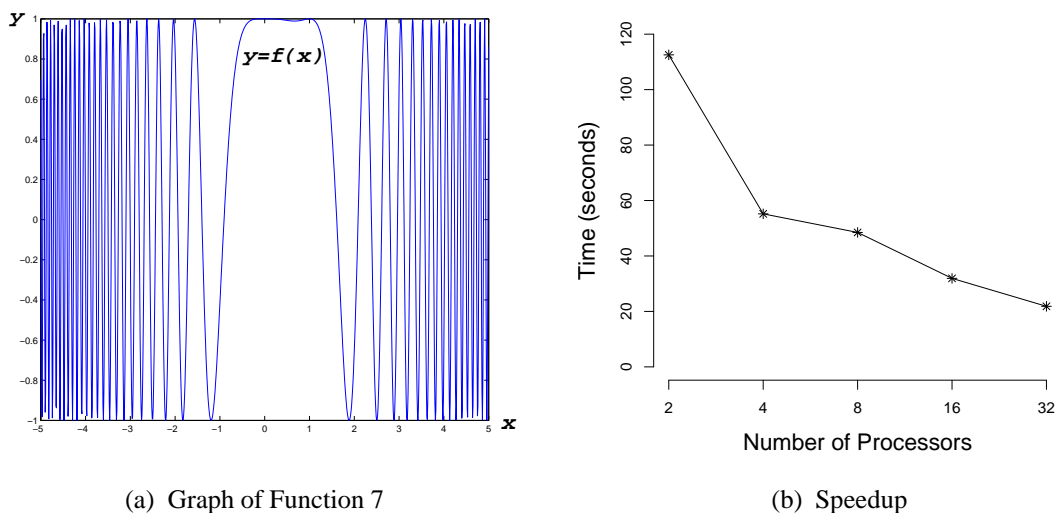 y
1
0.8
0.6
0.4
0.2
0
−0.2
−0.4
−0.6
−0.8
−1
y=f(x)
−5 −4 −3 −2 −1 0 1 2 3 4 5
x
(a) Graph of Function 7
Time (seconds)
120
100
80
60
40
20
0
2 4 8 16 32
Number of Processors
(b) Speedup